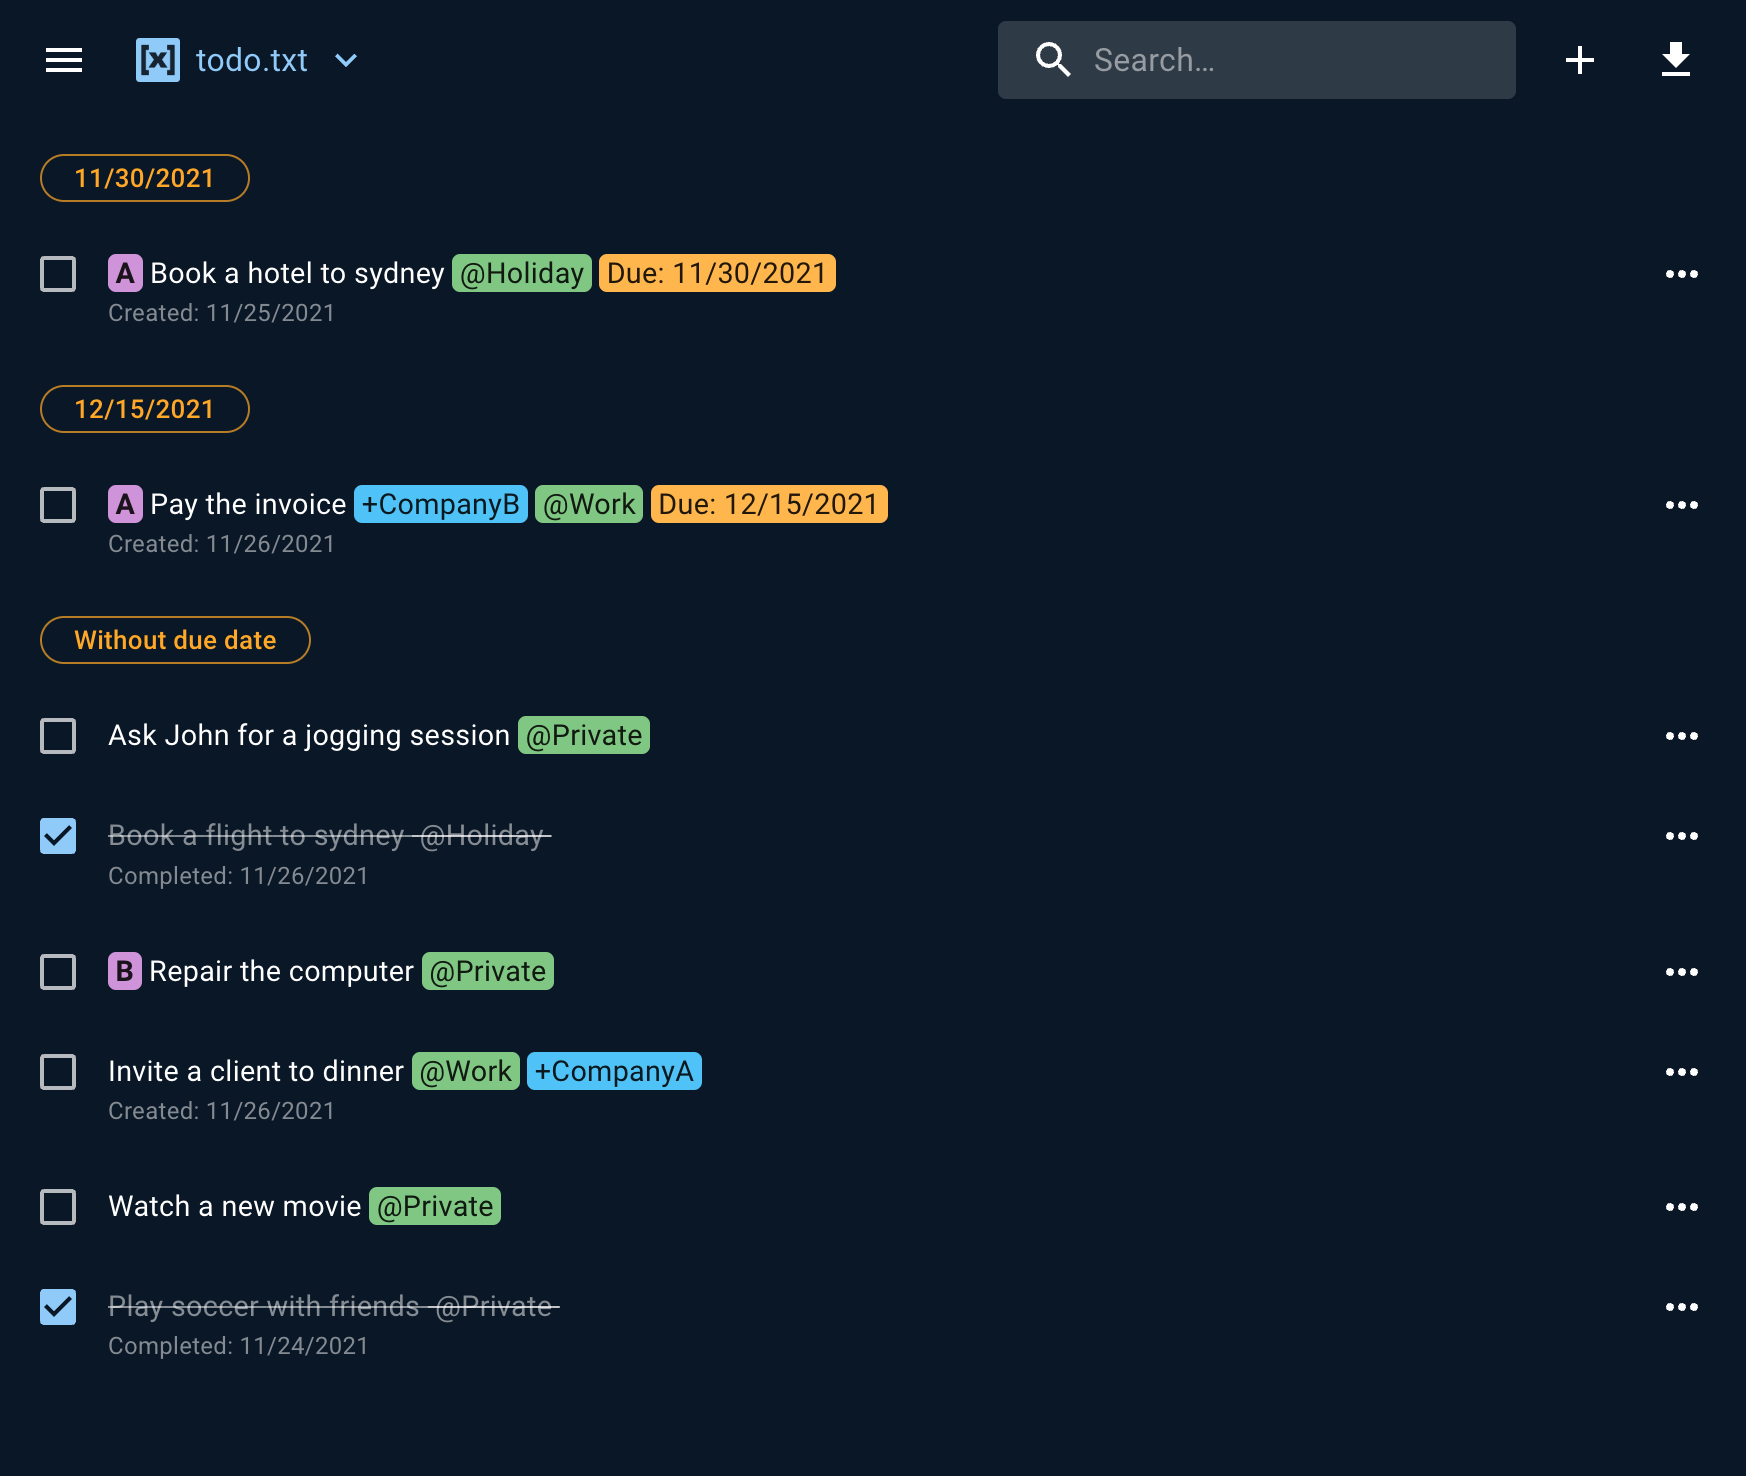 [x] todo.txt
Search...
11/30/2021
A Book a hotel to sydney @Holiday Due: 11/30/2021
Created: 11/25/2021
12/15/2021
A Pay the invoice +CompanyB @Work Due: 12/15/2021
Created: 11/26/2021
Without due date
Ask John for a jogging session @Private
Book a flight to sydney @Holiday
Completed: 11/26/2021
B Repair the computer @Private
Invite a client to dinner @Work +CompanyA
Created: 11/26/2021
Watch a new movie @Private
Play soccer with friends @Private
Completed: 11/24/2021